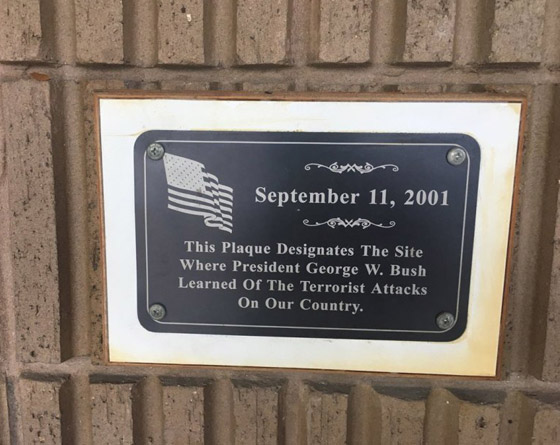 September 11, 2001
This Plaque Designates The Site
Where President George W. Bush
Learned Of The Terrorist Attacks
On Our Country.